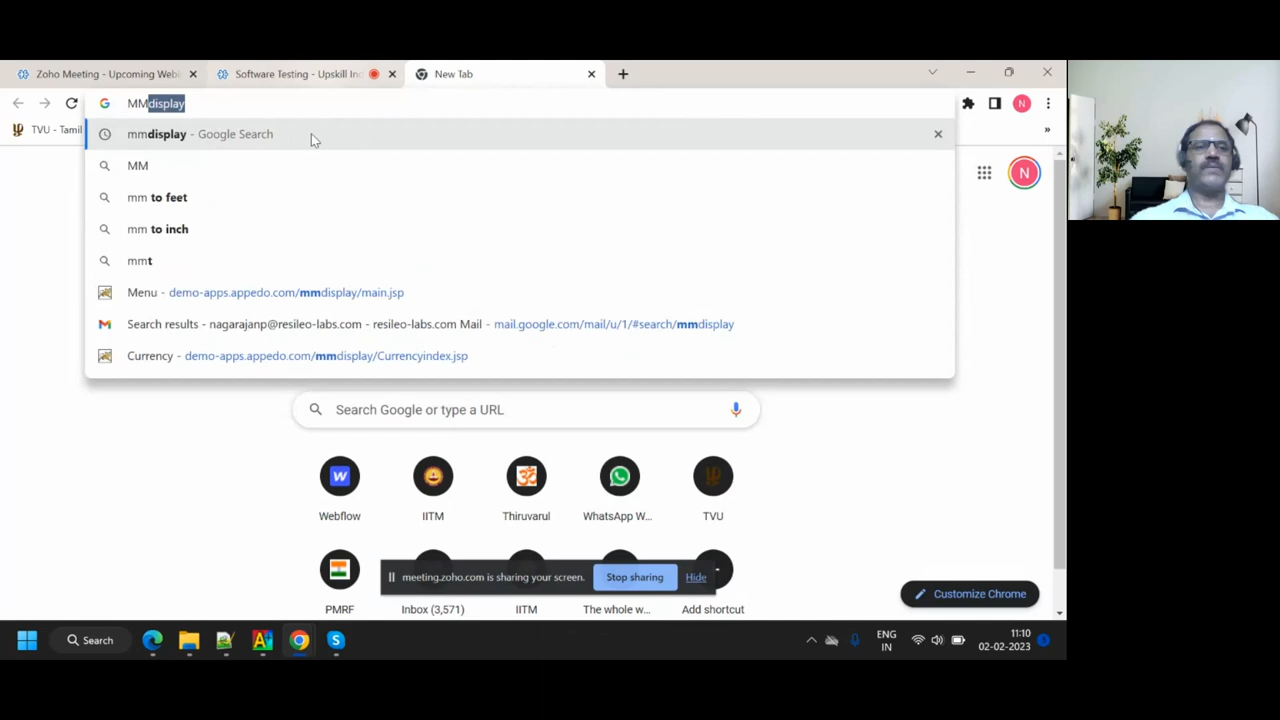 Zoho Meeting - Upcoming Webi
Software Testing - Upskill Inc
New Tab
MMdisplay
TVU - Tamil
N
»
mmdisplay - Google Search
MM
mm to feet
mm to inch
mmt
Menu - demo-apps.appedo.com/mmdisplay/main.jsp
Search results - nagarajanp@resileo-labs.com - resileo-labs.com Mail - mail.google.com/mail/u/1/#search/mmdisplay
Currency - demo-apps.appedo.com/mmdisplay/Currencyindex.jsp
N
Search Google or type a URL
Webflow
IITM
Thiruvarul
WhatsApp W...
TVU
meeting.zoho.com is sharing your screen.
Stop sharing
Hide
Customize Chrome
PMRF
Inbox (3,571)
IITM
The whole w...
Add shortcut
Search
ENG
IN
11:10
02-02-2023